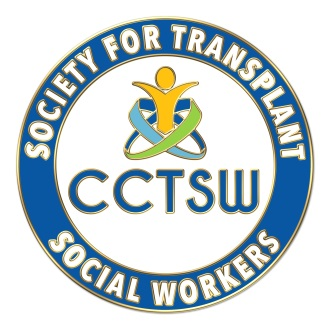 SOCIETY FOR TRANSPLANT
CCTSW
SOCIAL WORKERS